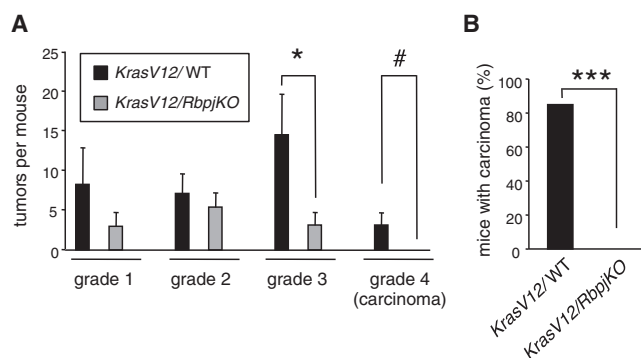 A
tumors per mouse
25
20
15
10
5
0
KrasV12/WT
KrasV12/RbpjKO
*
#
grade 1
grade 2
grade 3
grade 4
(carcinoma)
B
mice with carcinoma (%)
100
80
60
40
20
0
***
KrasV12/WT
KrasV12/RbpjKO